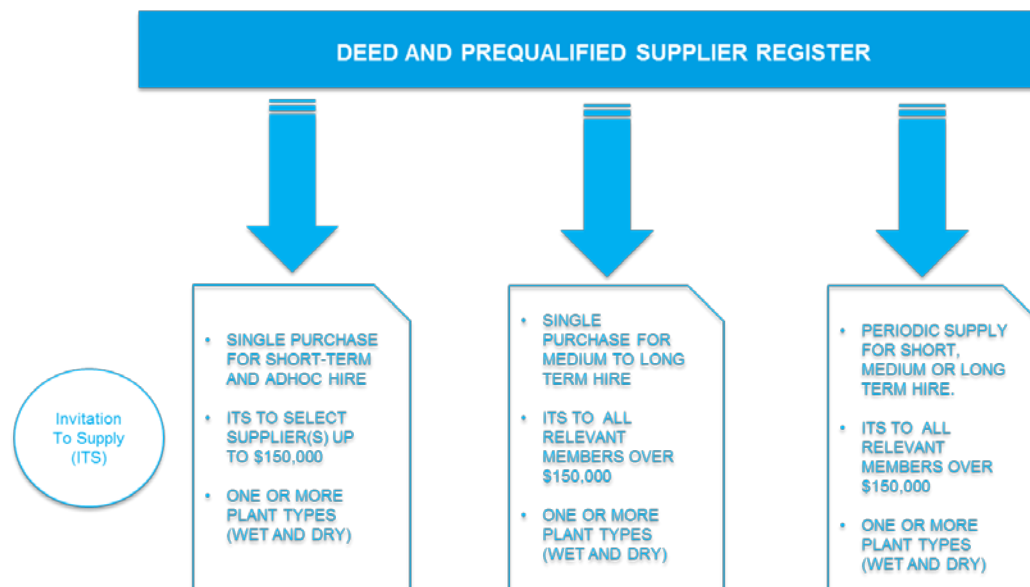 DEED AND PREQUALIFIED SUPPLIER REGISTER
Invitation
To Supply
(ITS)
• SINGLE PURCHASE
FOR SHORT-TERM
AND ADHOC HIRE
• ITS TO SELECT
SUPPLIER(S) UP
TO $150,000
• ONE OR MORE
PLANT TYPES
(WET AND DRY)
• SINGLE
PURCHASE FOR
MEDIUM TO LONG
TERM HIRE
• ITS TO ALL
RELEVANT
MEMBERS OVER
$150,000
• ONE OR MORE
PLANT TYPES
(WET AND DRY)
• PERIODIC SUPPLY
FOR SHORT,
MEDIUM OR LONG
TERM HIRE.
• ITS TO ALL
RELEVANT
MEMBERS OVER
$150,000
• ONE OR MORE
PLANT TYPES
(WET AND DRY)